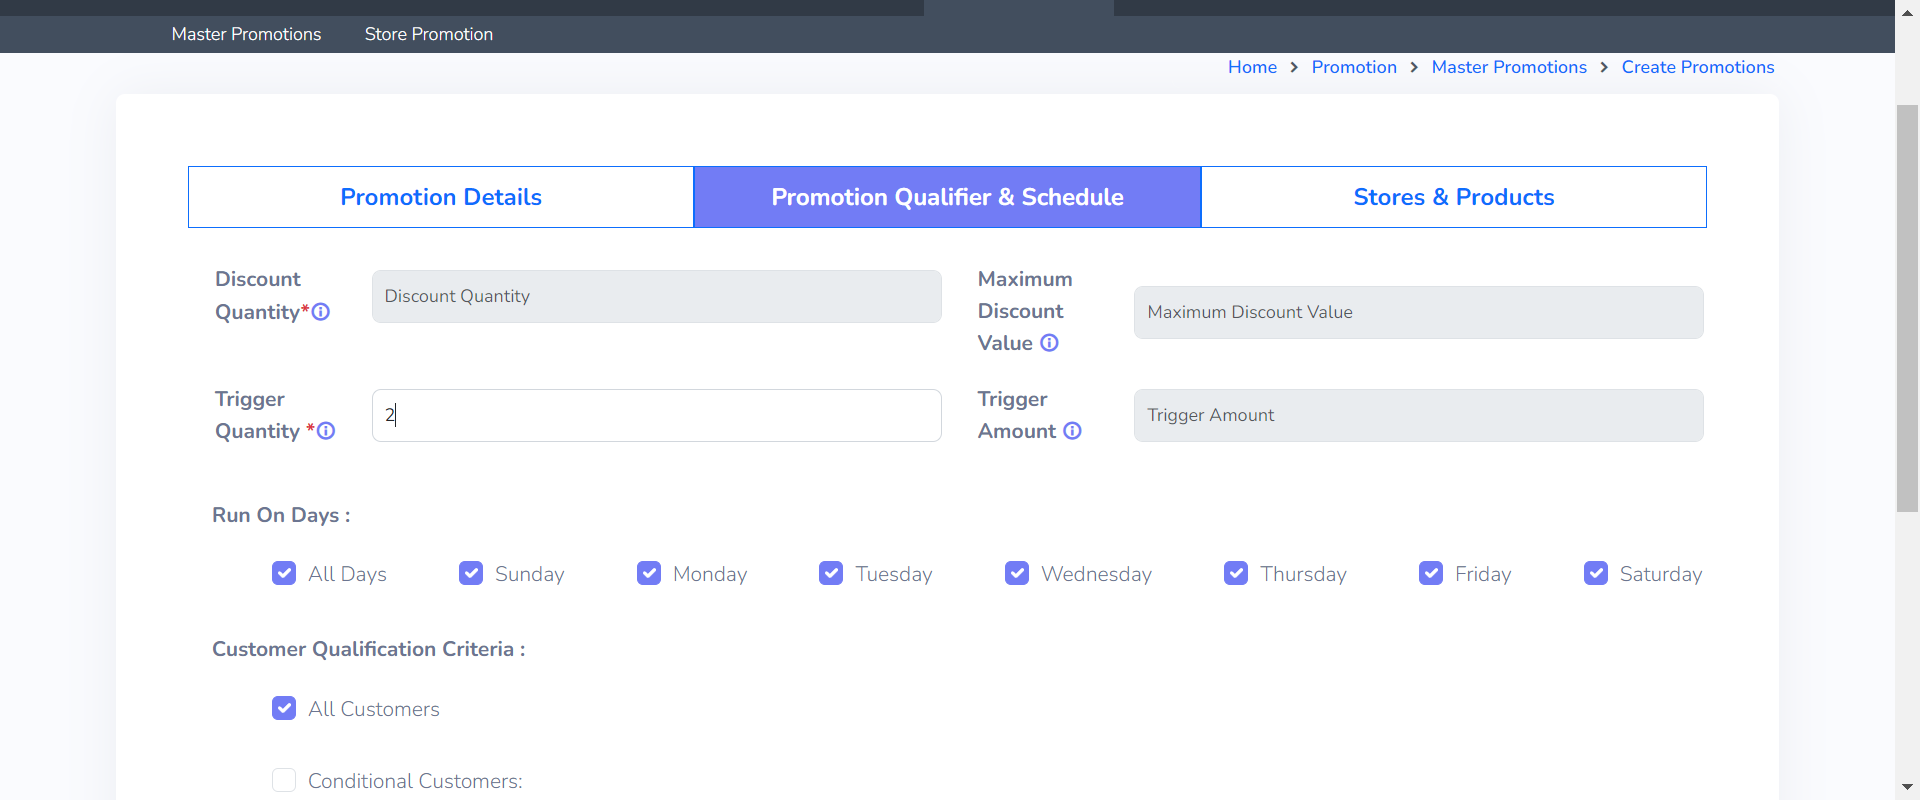 Master Promotions Store Promotion
Home > Promotion > Master Promotions > Create Promotions
Promotion Details Promotion Qualifier & Schedule Stores & Products
Discount
Quantity*
Discount Quantity
Maximum
Discount
Value
Maximum Discount Value
Trigger
Quantity *
2
Trigger
Amount
Trigger Amount
Run On Days :
All Days Sunday Monday Tuesday Wednesday Thursday Friday Saturday
Customer Qualification Criteria :
All Customers
Conditional Customers: